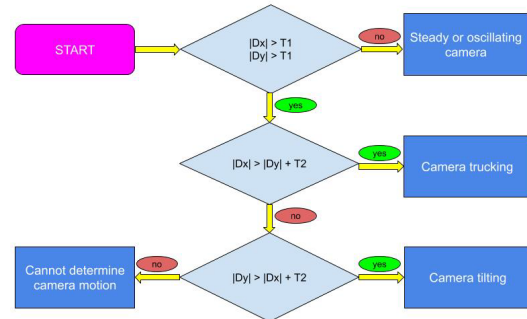 START
|Dx| > T1
|Dy| > T1
no
Steady or oscillating
camera
yes
|Dx| > |Dy| + T2
yes
Camera trucking
no
Cannot determine
camera motion
no
|Dy| > |Dx| + T2
yes
Camera tilting